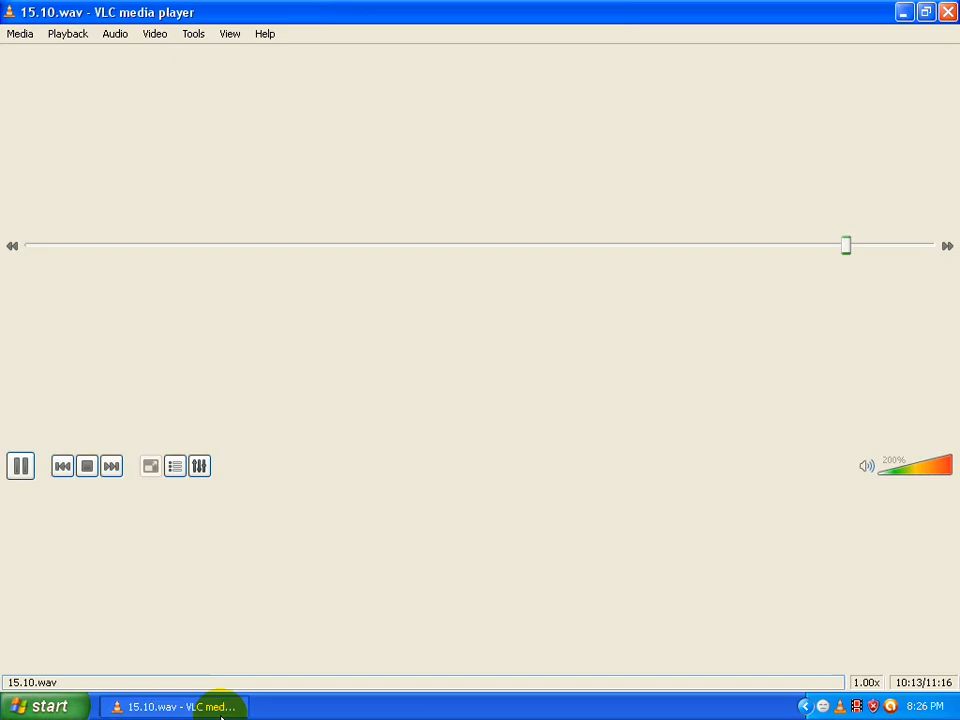 15.10.wav - VLC media player
Media Playback Audio Video Tools View Help
200%
15.10.wav 1.00x 10:13/11:16
start 15.10.wav - VLC med... 8:26 PM